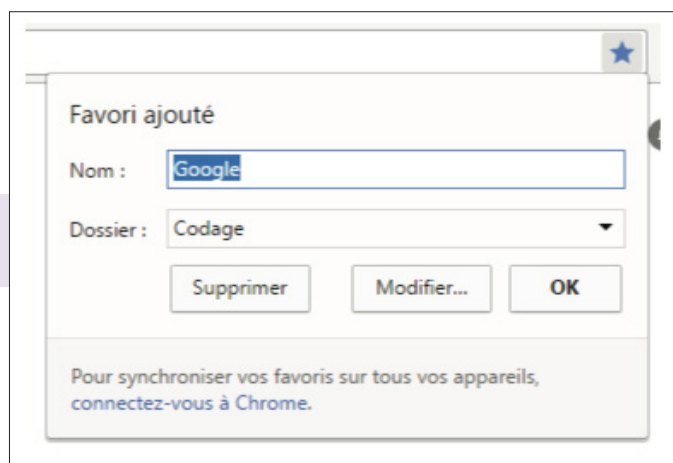 Favori ajouté
Nom : Google
Dossier : Codage
Supprimer Modifier... OK
Pour synchroniser vos favoris sur tous vos appareils,
connectez-vous à Chrome.